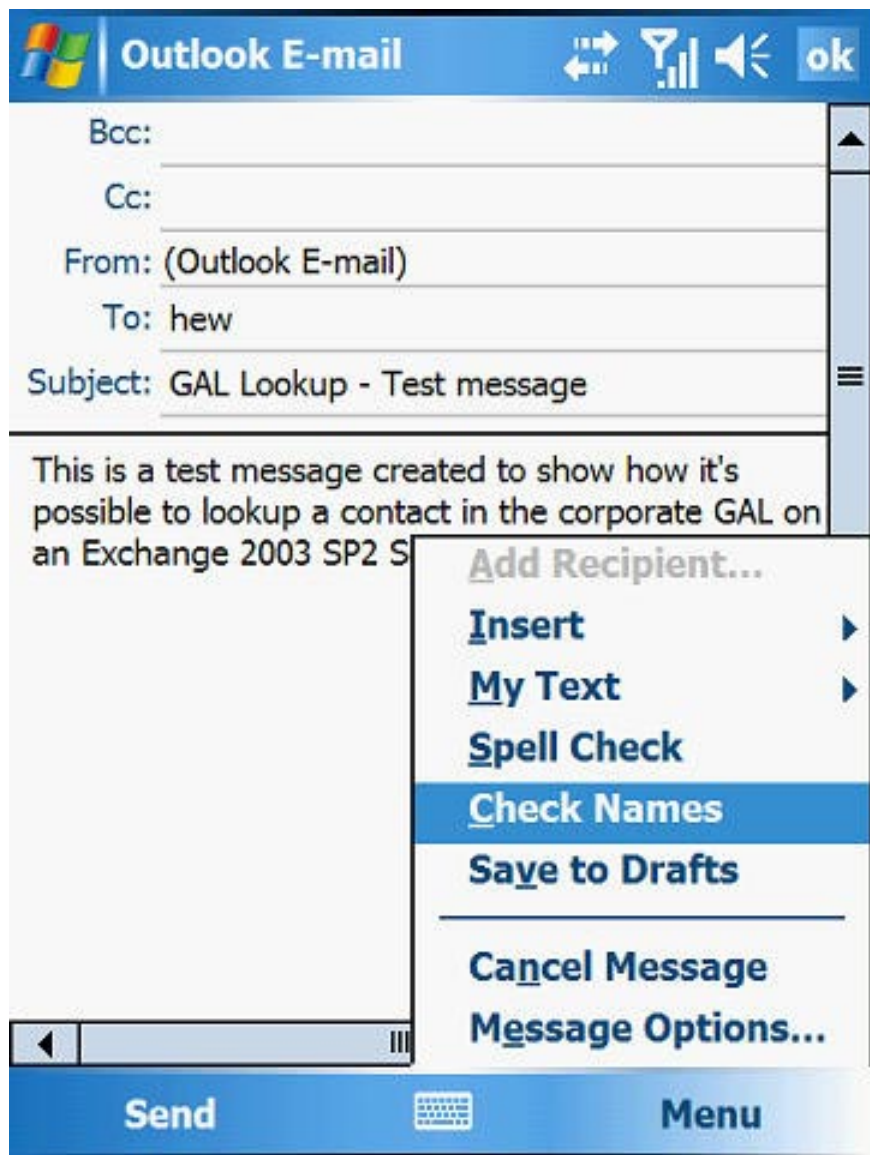 Outlook E-mail ok
Bcc:
Cc:
From: (Outlook E-mail)
To: hew
Subject: GAL Lookup - Test message
This is a test message created to show how it's
possible to lookup a contact in the corporate GAL on
an Exchange 2003 SP2 S
Add Recipient...
Insert
My Text
Spell Check
Check Names
Save to Drafts
Cancel Message
Message Options...
Send Menu